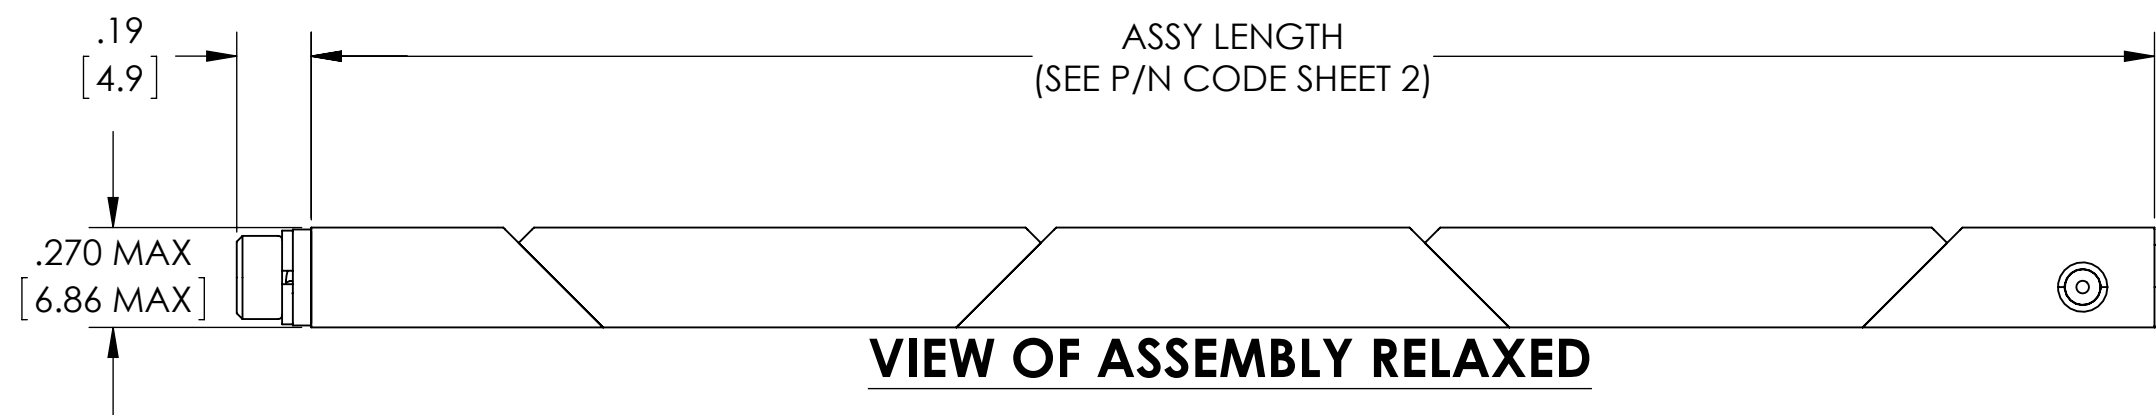 .19
[4.9]
ASSY LENGTH
(SEE P/N CODE SHEET 2)
.270 MAX
[6.86 MAX]
VIEW OF ASSEMBLY RELAXED